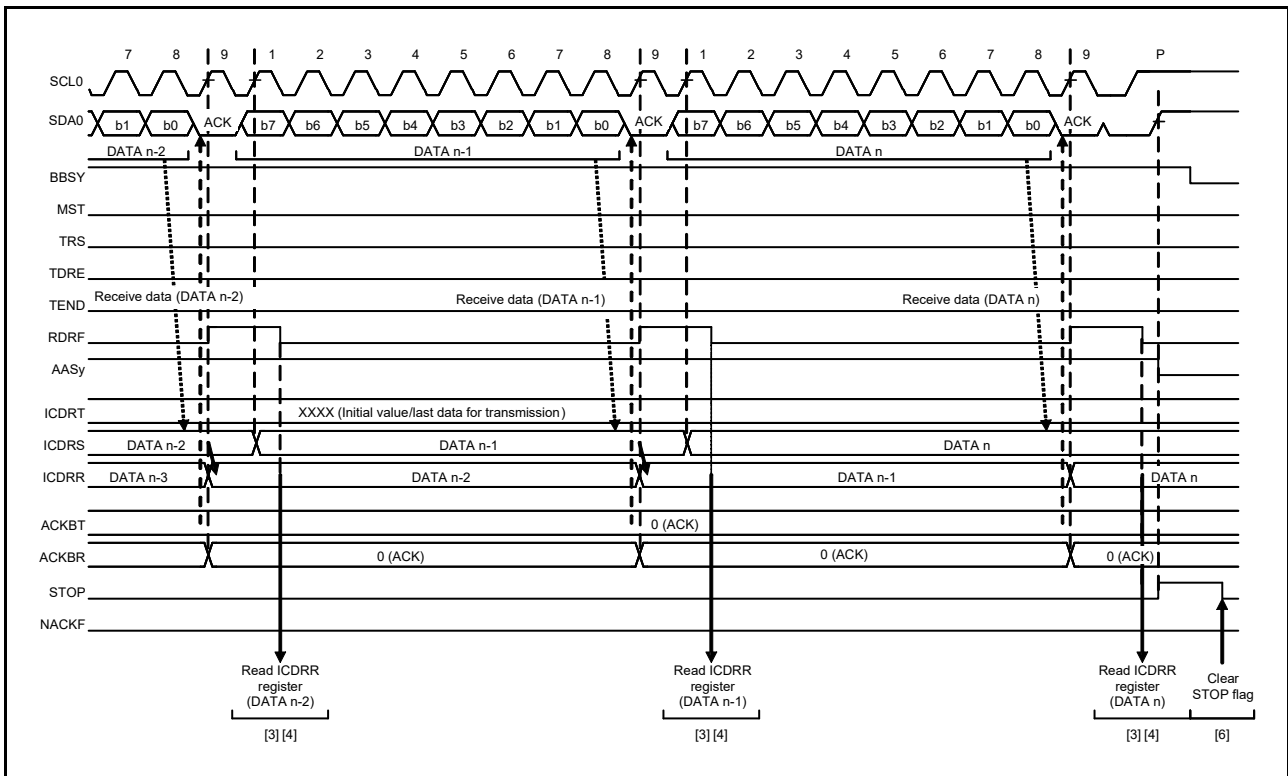 7 8 9 1 2 3 4 5 6 7 8 9 1 2 3 4 5 6 7 8 9 P
SCL0
SDA0 b1 b0 ACK b7 b6 b5 b4 b3 b2 b1 b0 ACK b7 b6 b5 b4 b3 b2 b1 b0 ACK
DATA n-2 DATA n-1 DATA n
BBSY
MST
TRS
TDRE
Receive data (DATA n-2) Receive data (DATA n-1) Receive data (DATA n)
TEND
RDRF
AASy
ICDRT XXXX (Initial value/last data for transmission)
ICDRS DATA n-2 DATA n-1 DATA n
ICDRR DATA n-3 DATA n-2 DATA n-1 DATA n
ACKBT 0 (ACK)
ACKBR 0 (ACK) 0 (ACK) 0 (ACK)
STOP
NACKF
Read ICDRR
register
(DATA n-2)
[3] [4]
Read ICDRR
register
(DATA n-1)
[3] [4]
Read ICDRR
register
(DATA n)
[3] [4]
Clear
STOP flag
[6]